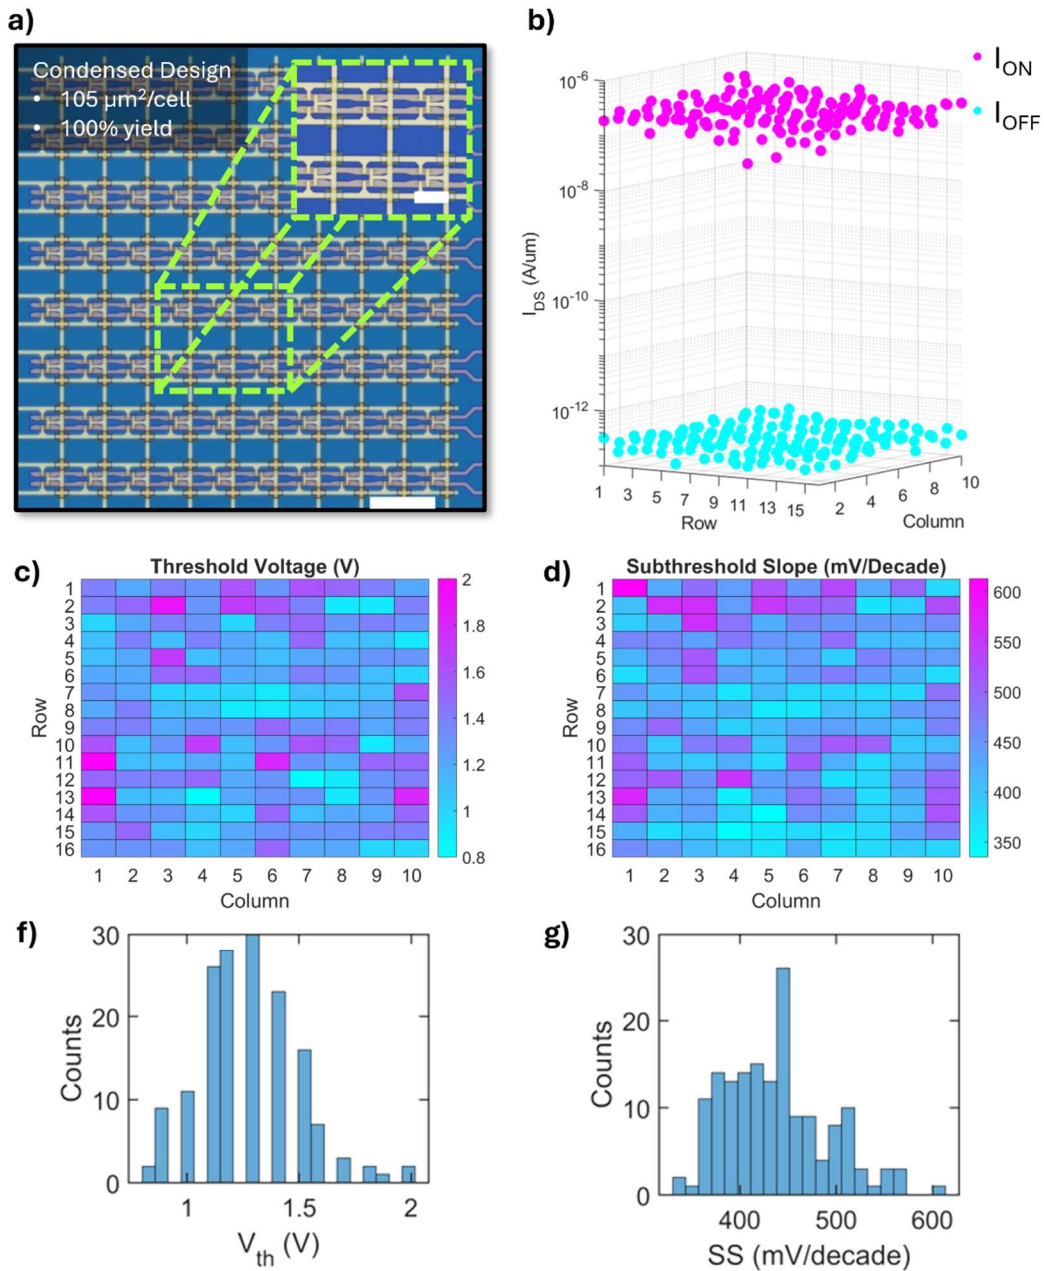 a)
Condensed Design
• 105 µm²/cell
• 100% yield
b)
I_ON
I_OFF
10^-6
10^-8
10^-10
10^-12
I_DS (A/um)
1 3 5 7 9 11 13 15
Row
2 4 6 8 10
Column
c)
Threshold Voltage (V)
1
2
3
4
5
6
7
8
9
10
11
12
13
14
15
16
Row
1 2 3 4 5 6 7 8 9 10
Column
2
1.8
1.6
1.4
1.2
1
0.8
d)
Subthreshold Slope (mV/Decade)
1
2
3
4
5
6
7
8
9
10
11
12
13
14
15
16
Row
1 2 3 4 5 6 7 8 9 10
Column
600
550
500
450
400
350
f)
30
20
10
0
Counts
1 1.5 2
V_th (V)
g)
30
20
10
0
Counts
400 500 600
SS (mV/decade)